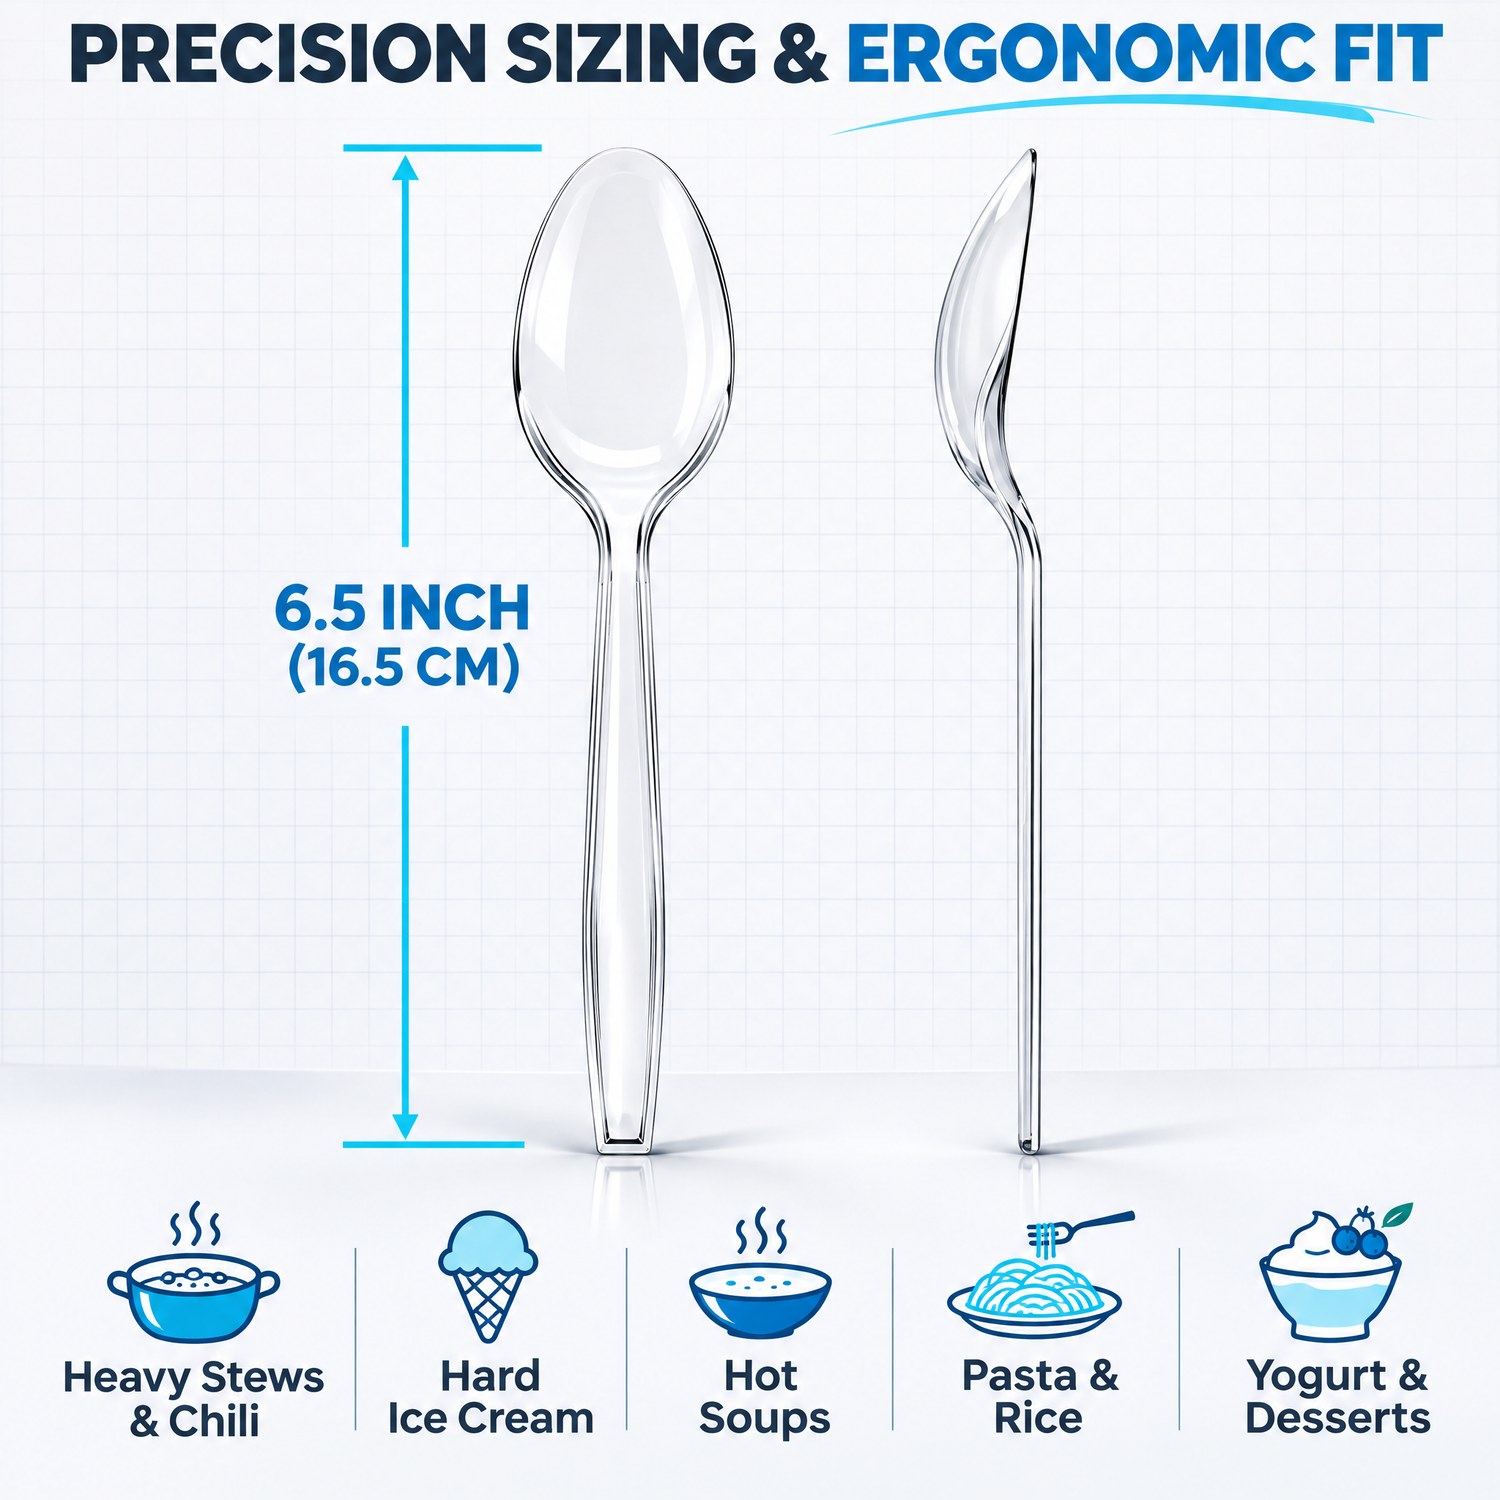 PRECISION SIZING & ERGONOMIC FIT
6.5 INCH
(16.5 CM)
Heavy Stews
& Chili
Hard
Ice Cream
Hot
Soups
Pasta &
Rice
Yogurt &
Desserts